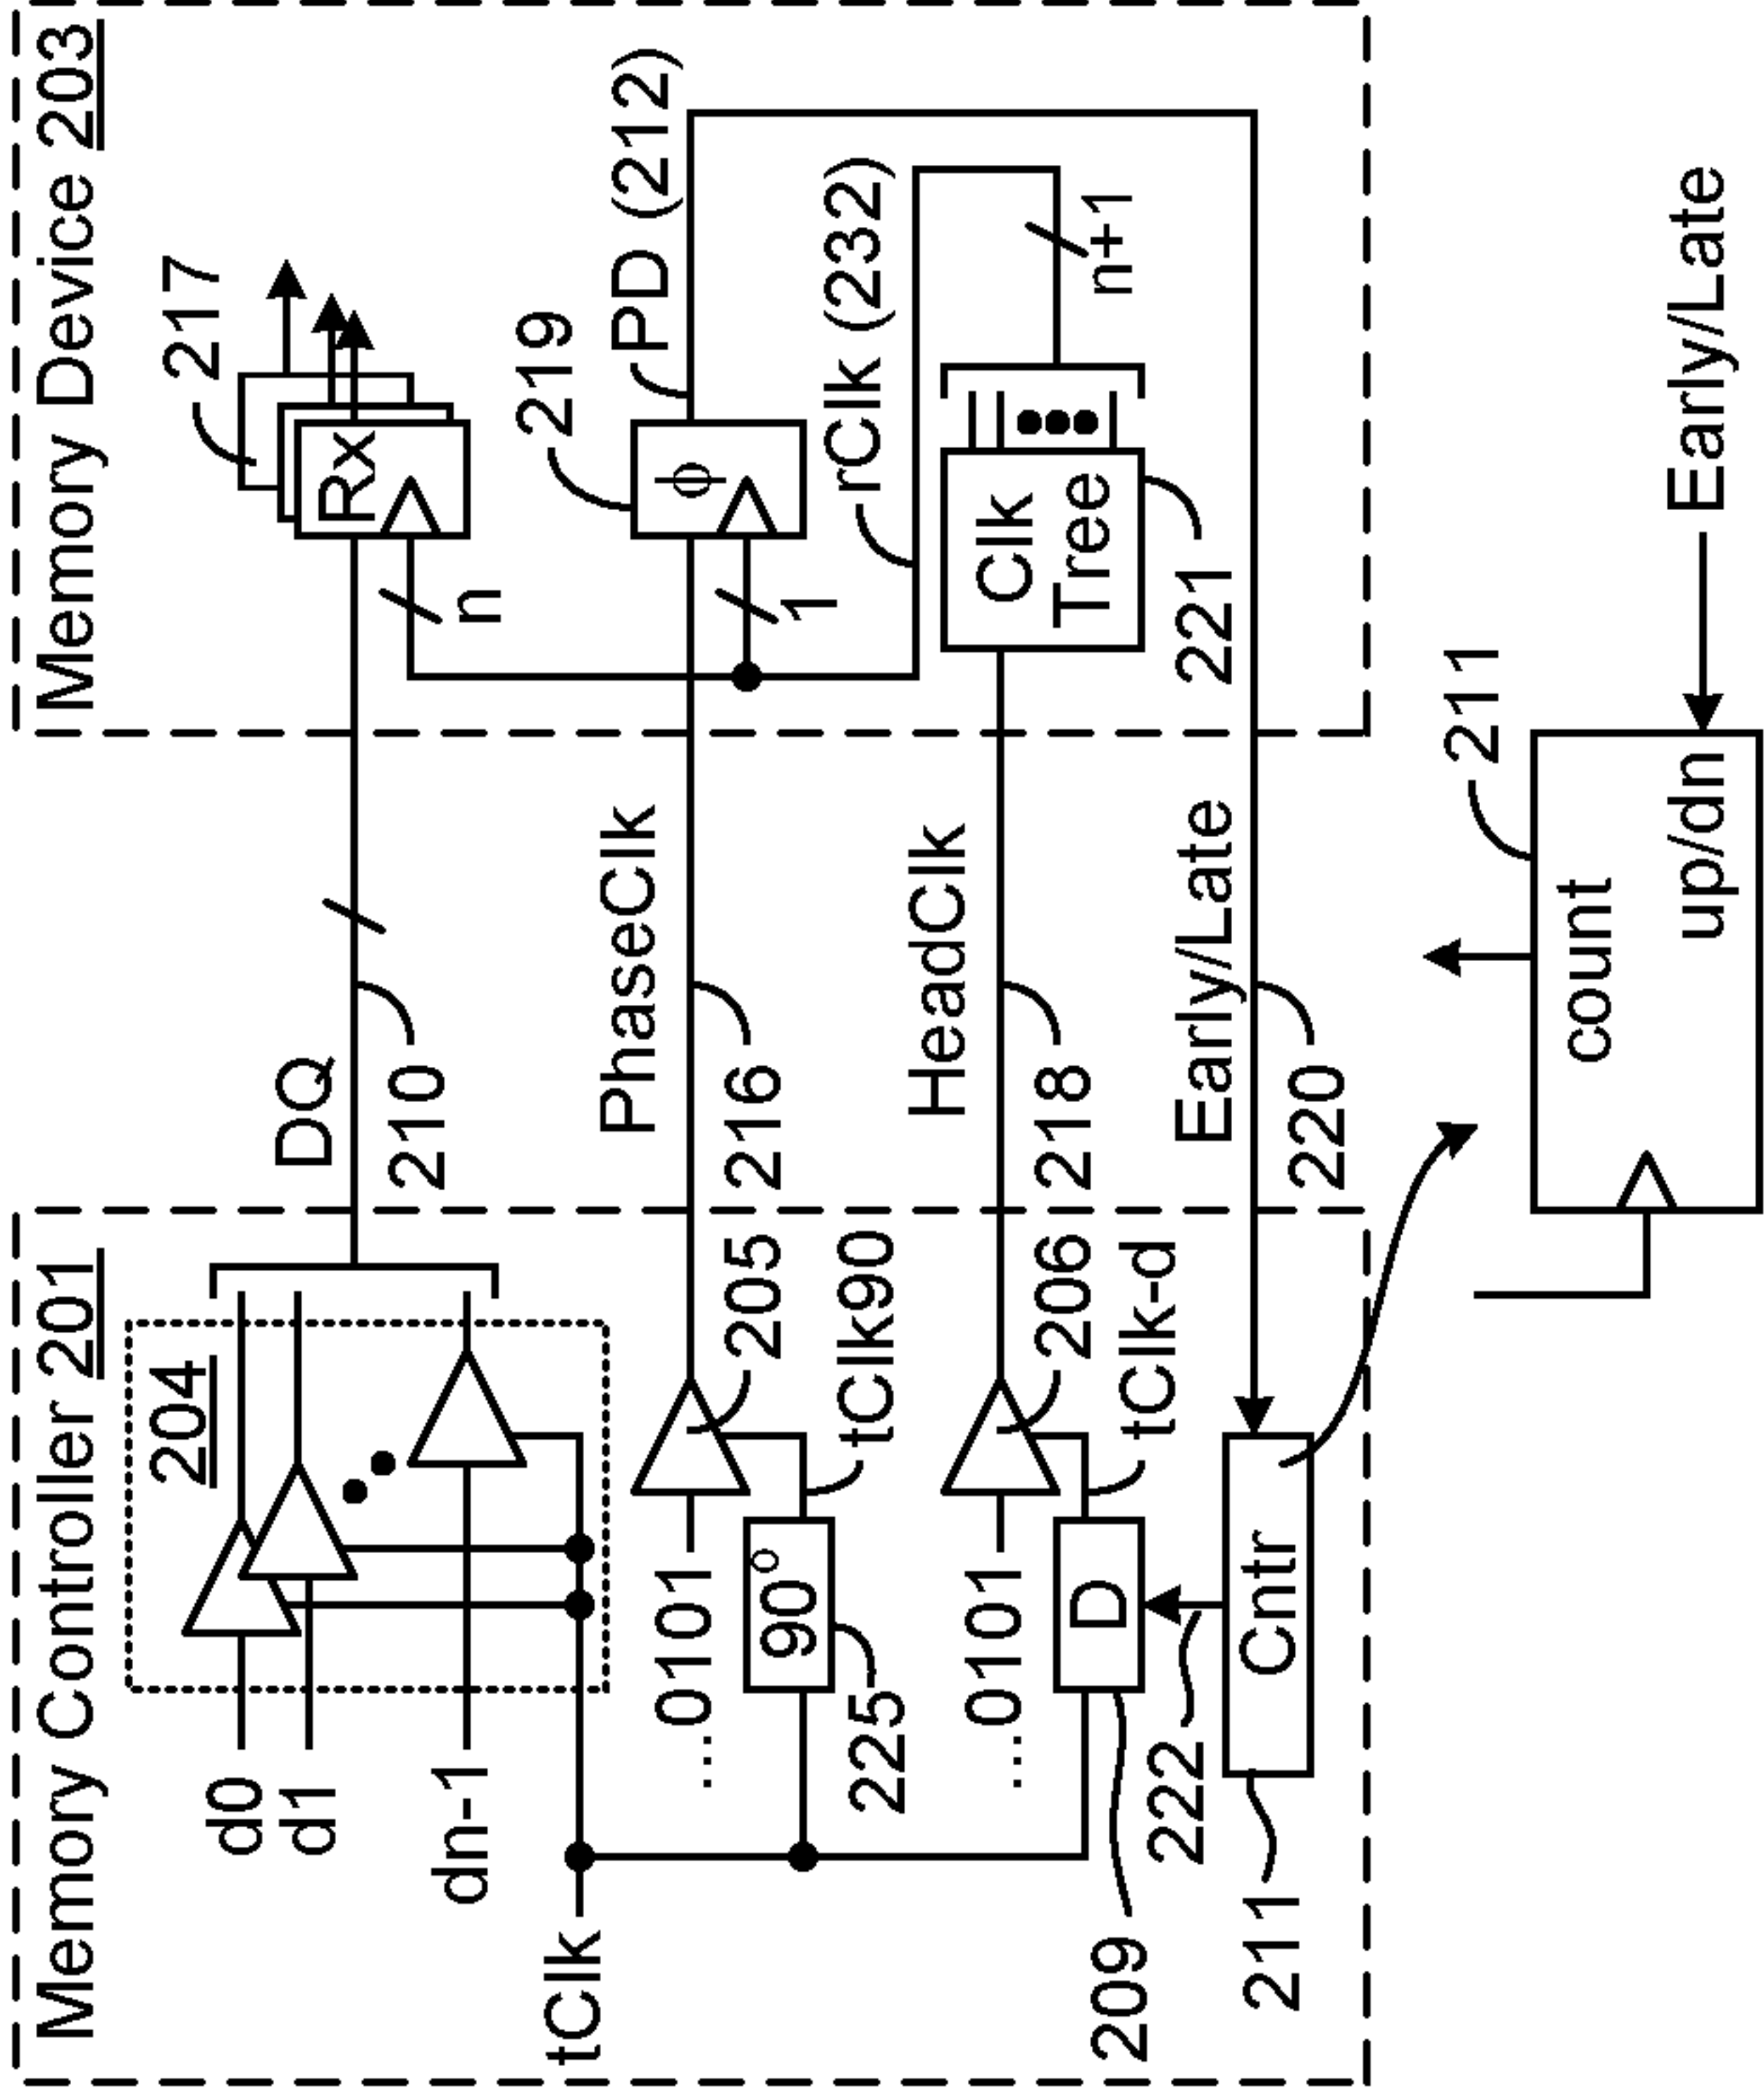 Memory Controller 201
Memory Device 203
204
d0
d1
dn-1
tClk
DQ
210
217
Rx
n
...0101
205
PhaseClk
216
219
ϕ
PD (212)
1
90°
225
tClk90
rClk (232)
...0101
206
HeadClk
218
Clk
Tree
n+1
221
D
209
tClk-d
222
Early/Late
220
Cntr
211
211
count
up/dn
Early/Late